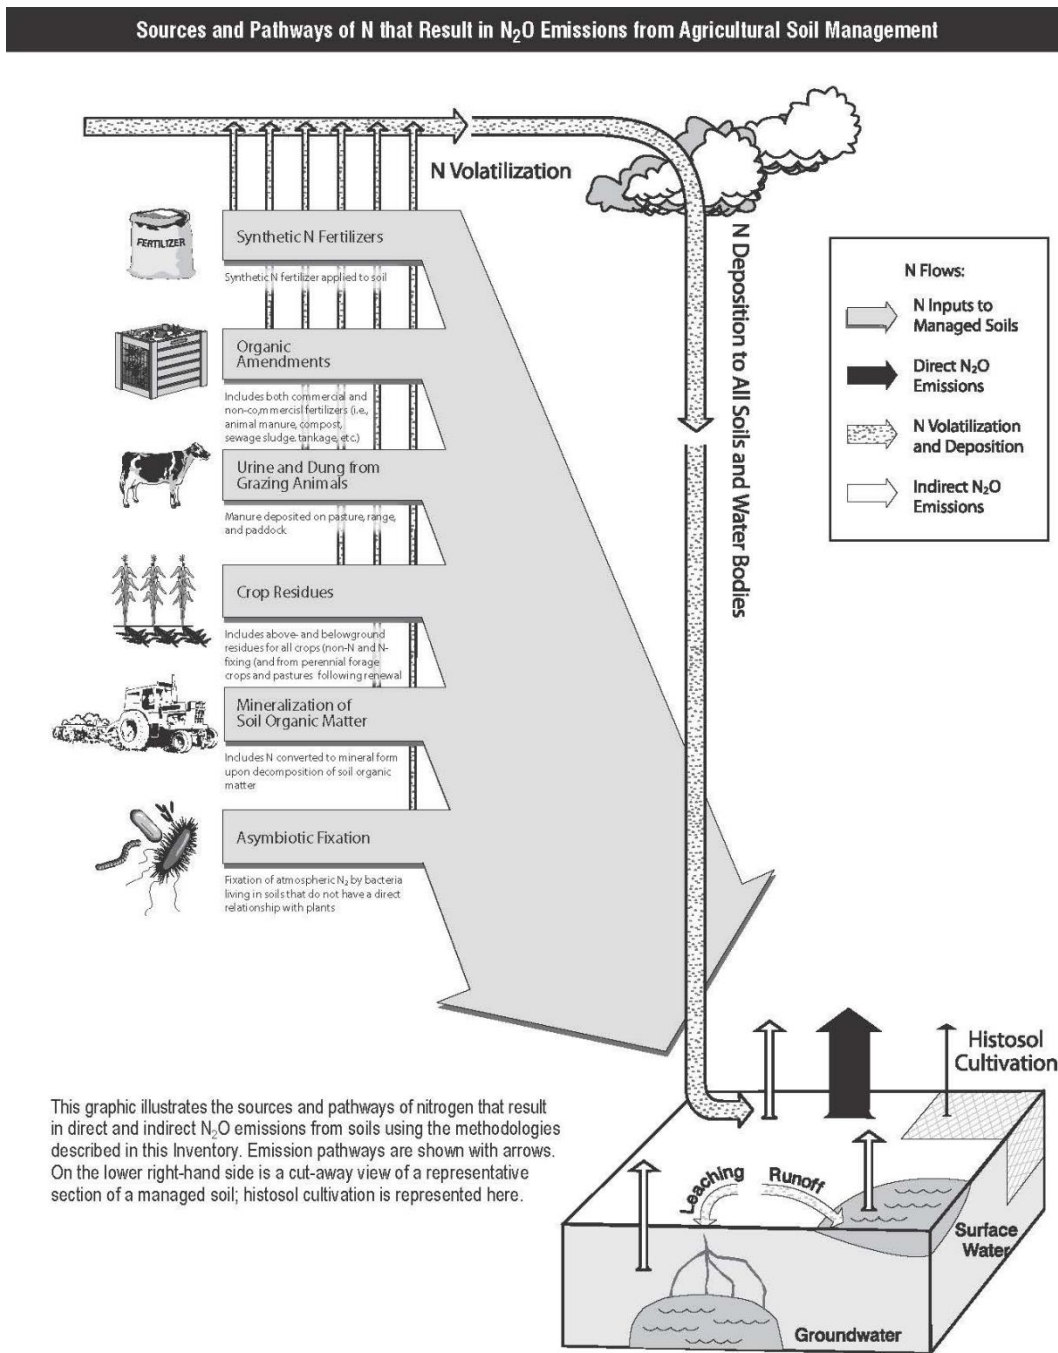 Sources and Pathways of N that Result in N₂O Emissions from Agricultural Soil Management
N Volatilization
N Deposition to All Soils and Water Bodies
FERTILIZER
Synthetic N Fertilizers
Synthetic N fertilizer applied to soil
Organic
Amendments
Includes both commercial and
non-co,mmercisl fertilizers (i.e.,
animal manure, compost,
sewage sludge, tankage, etc.)
Urine and Dung from
Grazing Animals
Manure deposited on pasture, range,
and paddock
Crop Residues
Includes above- and belowground
residues for all crops (non-N and N-
fixing (and from perennial forage
crops and pastures following renewal
Mineralization of
Soil Organic Matter
Includes N converted to mineral form
upon decomposition of soil organic
matter
Asymbiotic Fixation
Fixation of atmospheric N₂ by bacteria
living in soils that do not have a direct
relationship with plants
N Flows:
N Inputs to
Managed Soils
Direct N₂O
Emissions
N Volatilization
and Deposition
Indirect N₂O
Emissions
This graphic illustrates the sources and pathways of nitrogen that result
in direct and indirect N₂O emissions from soils using the methodologies
described in this Inventory. Emission pathways are shown with arrows.
On the lower right-hand side is a cut-away view of a representative
section of a managed soil; histosol cultivation is represented here.
Histosol
Cultivation
Leaching
Runoff
Surface
Water
Groundwater